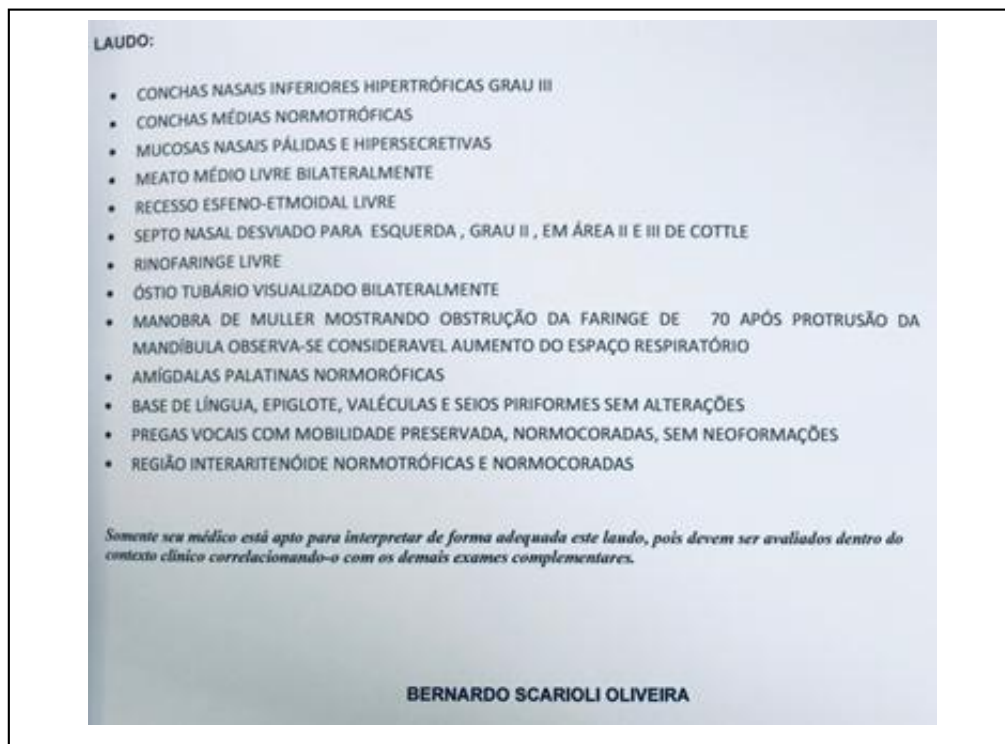 LAUDO:
• CONCHAS NASAIS INFERIORES HIPERTRÓFICAS GRAU III
• CONCHAS MÉDIAS NORMOTRÓFICAS
• MUCOSAS NASAIS PÁLIDAS E HIPERSECRETIVAS
• MEATO MÉDIO LIVRE BILATERALMENTE
• RECESSO ESFENO-ETMOIDAL LIVRE
• SEPTO NASAL DESVIADO PARA ESQUERDA , GRAU II , EM ÁREA II E III DE COTTLE
• RINOFARINGE LIVRE
• ÓSTIO TUBÁRIO VISUALIZADO BILATERALMENTE
• MANOBRA DE MULLER MOSTRANDO OBSTRUÇÃO DA FARINGE DE 70 APÓS PROTRUSÃO DA
MANDÍBULA OBSERVA-SE CONSIDERAVEL AUMENTO DO ESPAÇO RESPIRATÓRIO
• AMÍGDALAS PALATINAS NORMORÓFICAS
• BASE DE LÍNGUA, EPIGLOTE, VALÉCULAS E SEIOS PIRIFORMES SEM ALTERAÇÕES
• PREGAS VOCAIS COM MOBILIDADE PRESERVADA, NORMOCORADAS, SEM NEOFORMAÇÕES
• REGIÃO INTERARITENÓIDE NORMOTRÓFICAS E NORMOCORADAS
Somente seu médico está apto para interpretar de forma adequada este laudo, pois devem ser avaliados dentro do
contexto clínico correlacionando-o com os demais exames complementares.
BERNARDO SCARIOLI OLIVEIRA